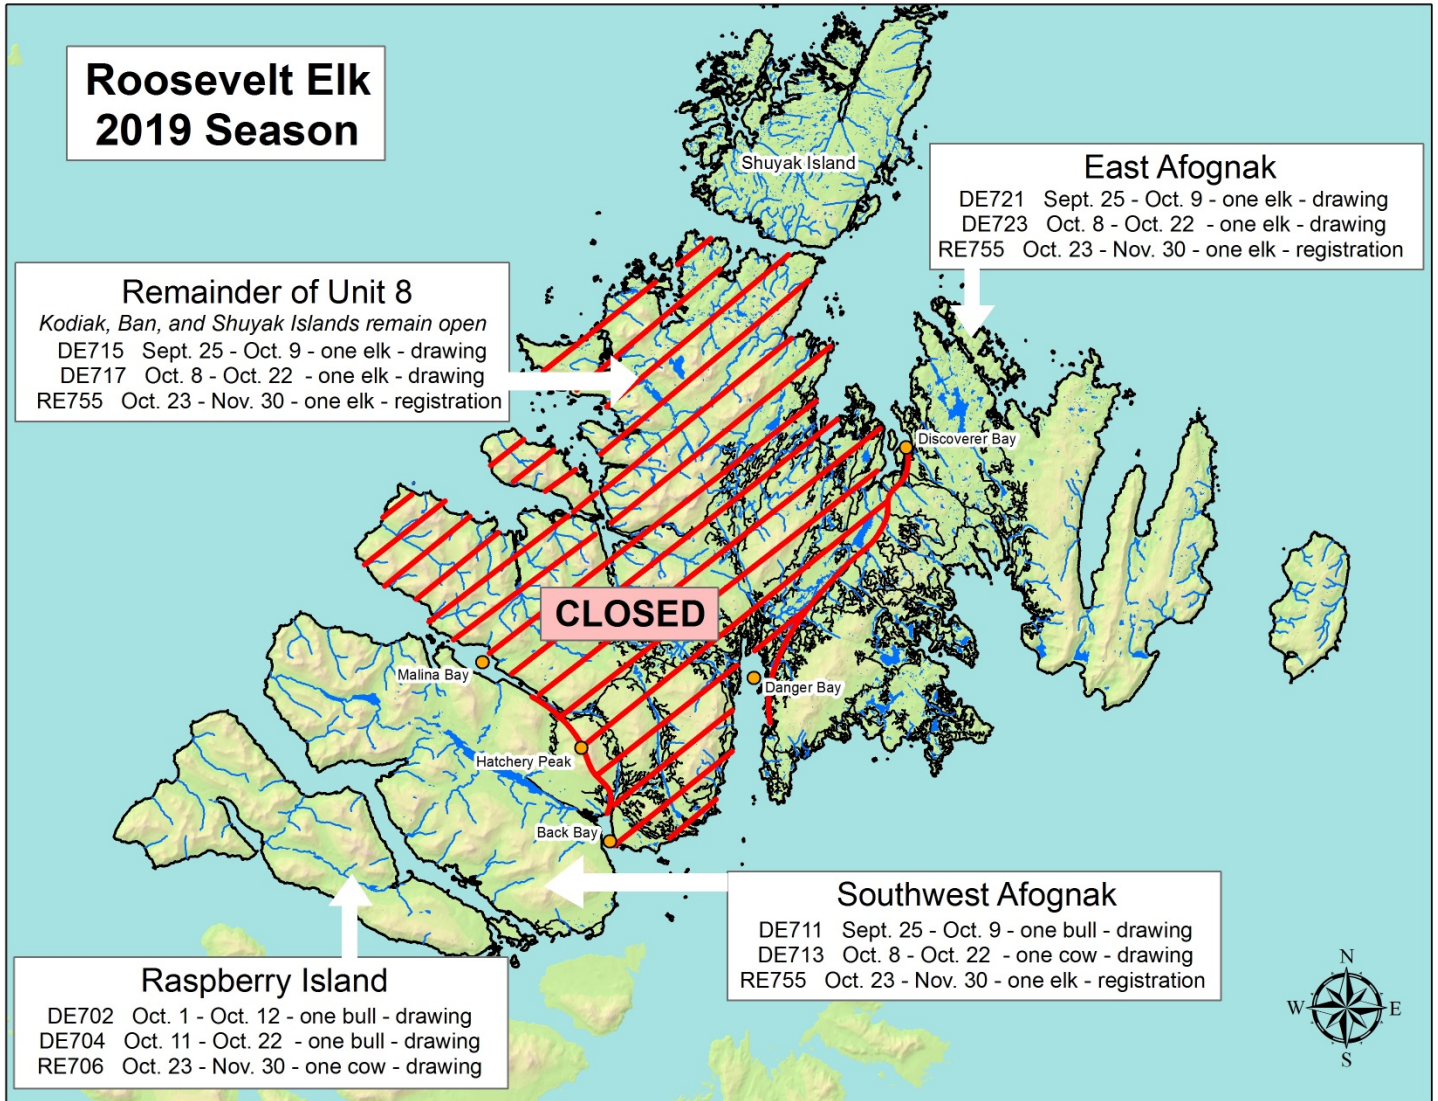 Roosevelt Elk
2019 Season
Shuyak Island
East Afognak
DE721 Sept. 25 - Oct. 9 - one elk - drawing
DE723 Oct. 8 - Oct. 22 - one elk - drawing
RE755 Oct. 23 - Nov. 30 - one elk - registration
Remainder of Unit 8
Kodiak, Ban, and Shuyak Islands remain open
DE715 Sept. 25 - Oct. 9 - one elk - drawing
DE717 Oct. 8 - Oct. 22 - one elk - drawing
RE755 Oct. 23 - Nov. 30 - one elk - registration
Discoverer Bay
CLOSED
Malina Bay
Danger Bay
Hatchery Peak
Back Bay
Southwest Afognak
DE711 Sept. 25 - Oct. 9 - one bull - drawing
DE713 Oct. 8 - Oct. 22 - one cow - drawing
RE755 Oct. 23 - Nov. 30 - one elk - registration
Raspberry Island
DE702 Oct. 1 - Oct. 12 - one bull - drawing
DE704 Oct. 11 - Oct. 22 - one bull - drawing
RE706 Oct. 23 - Nov. 30 - one cow - drawing
N
W E
S